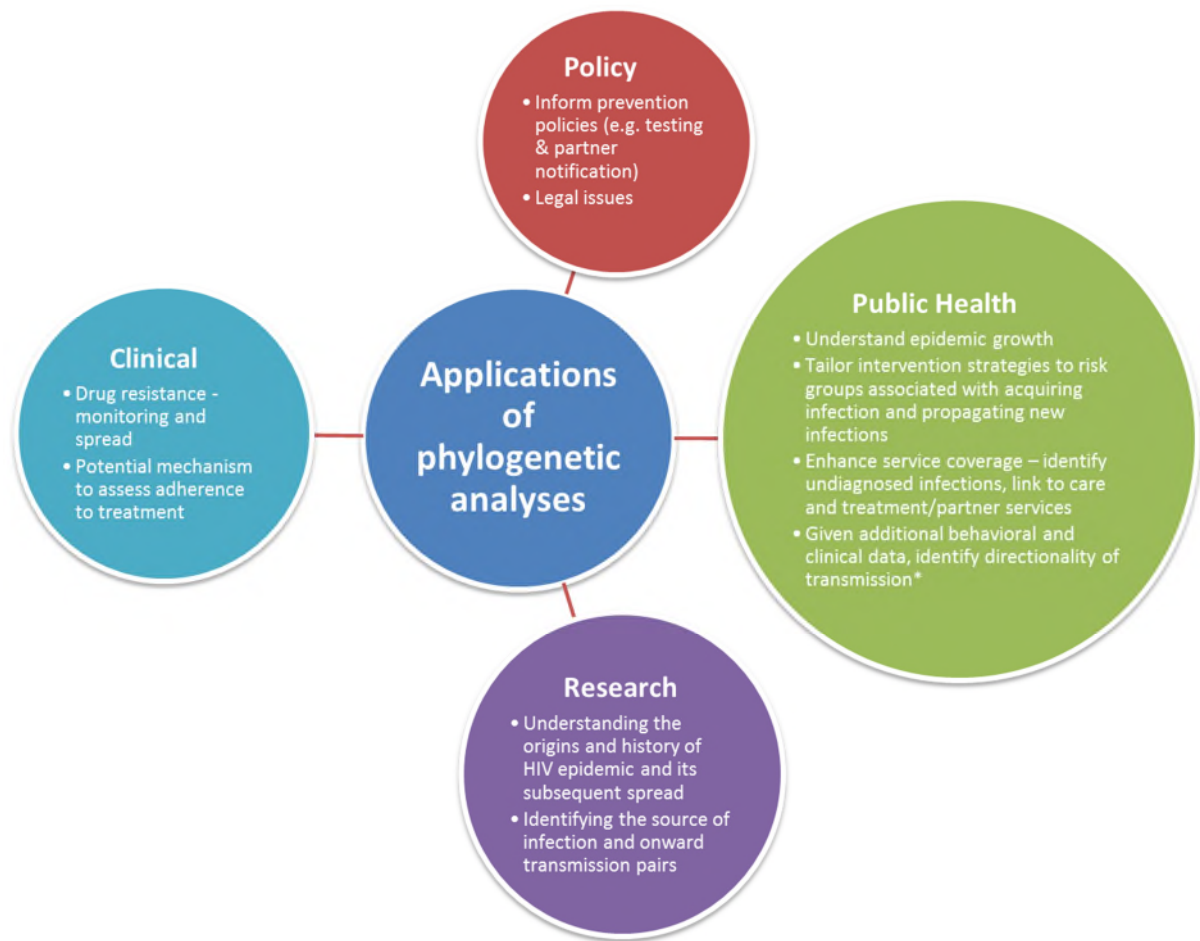 Policy
• Inform prevention
policies (e.g. testing
& partner
notification)
• Legal issues
Clinical
• Drug resistance -
monitoring and
spread
• Potential mechanism
to assess adherence
to treatment
Applications
of
phylogenetic
analyses
Public Health
• Understand epidemic growth
• Tailor intervention strategies to risk
groups associated with acquiring
infection and propagating new
infections
• Enhance service coverage – identify
undiagnosed infections, link to care
and treatment/partner services
• Given additional behavioral and
clinical data, identify directionality of
transmission*
Research
• Understanding the
origins and history of
HIV epidemic and its
subsequent spread
• Identifying the source of
infection and onward
transmission pairs